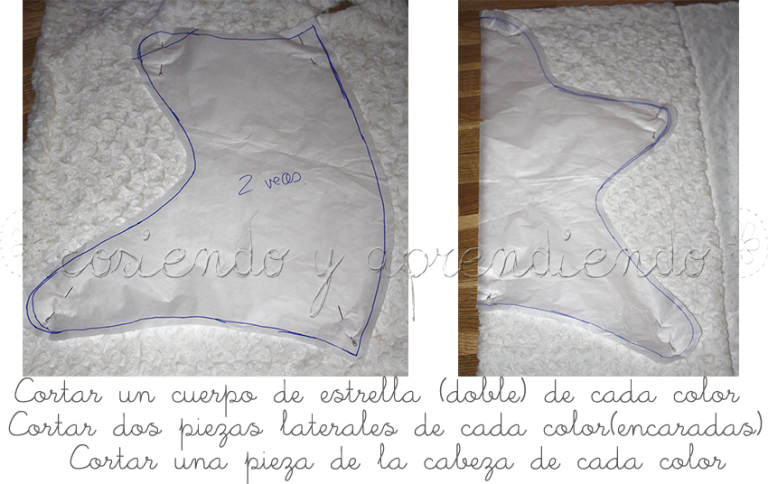 2 veces.
cosiendo y aprendiendo
Cortar un cuerpo de estrella (doble) de cada color
Cortar dos piezas laterales de cada color(encaradas)
Cortar una pieza de la cabeza de cada color